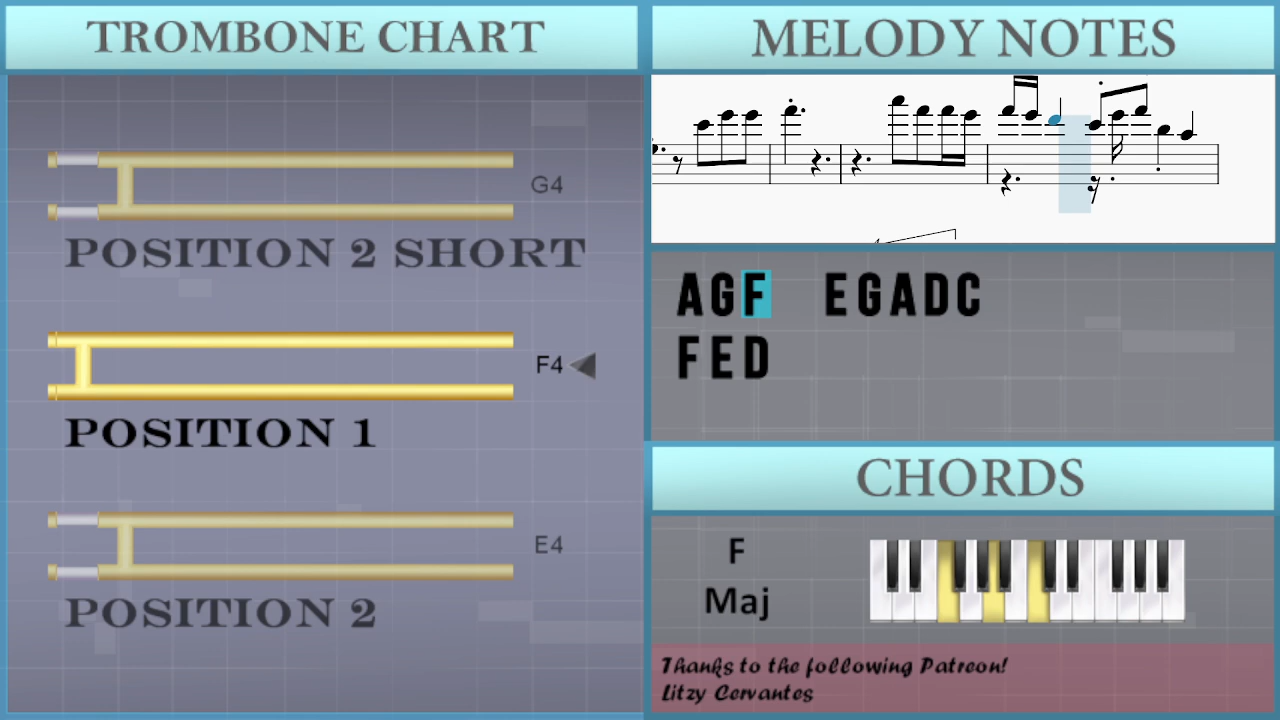 TROMBONE CHART
G4
POSITION 2 SHORT
F4
POSITION 1
E4
POSITION 2
MELODY NOTES
AGF EGADC
FED
CHORDS
F
Maj
Thanks to the following Patreon!
Litzy Cervantes